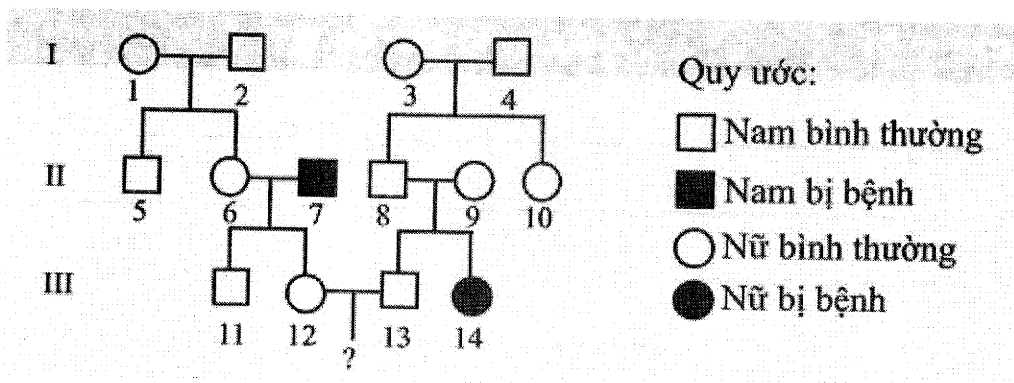 I
1 2 3 4
II
5 6 7 8 9 10
III
11 12 13 14
?
Quy ước:
Nam bình thường
Nam bị bệnh
Nữ bình thường
Nữ bị bệnh